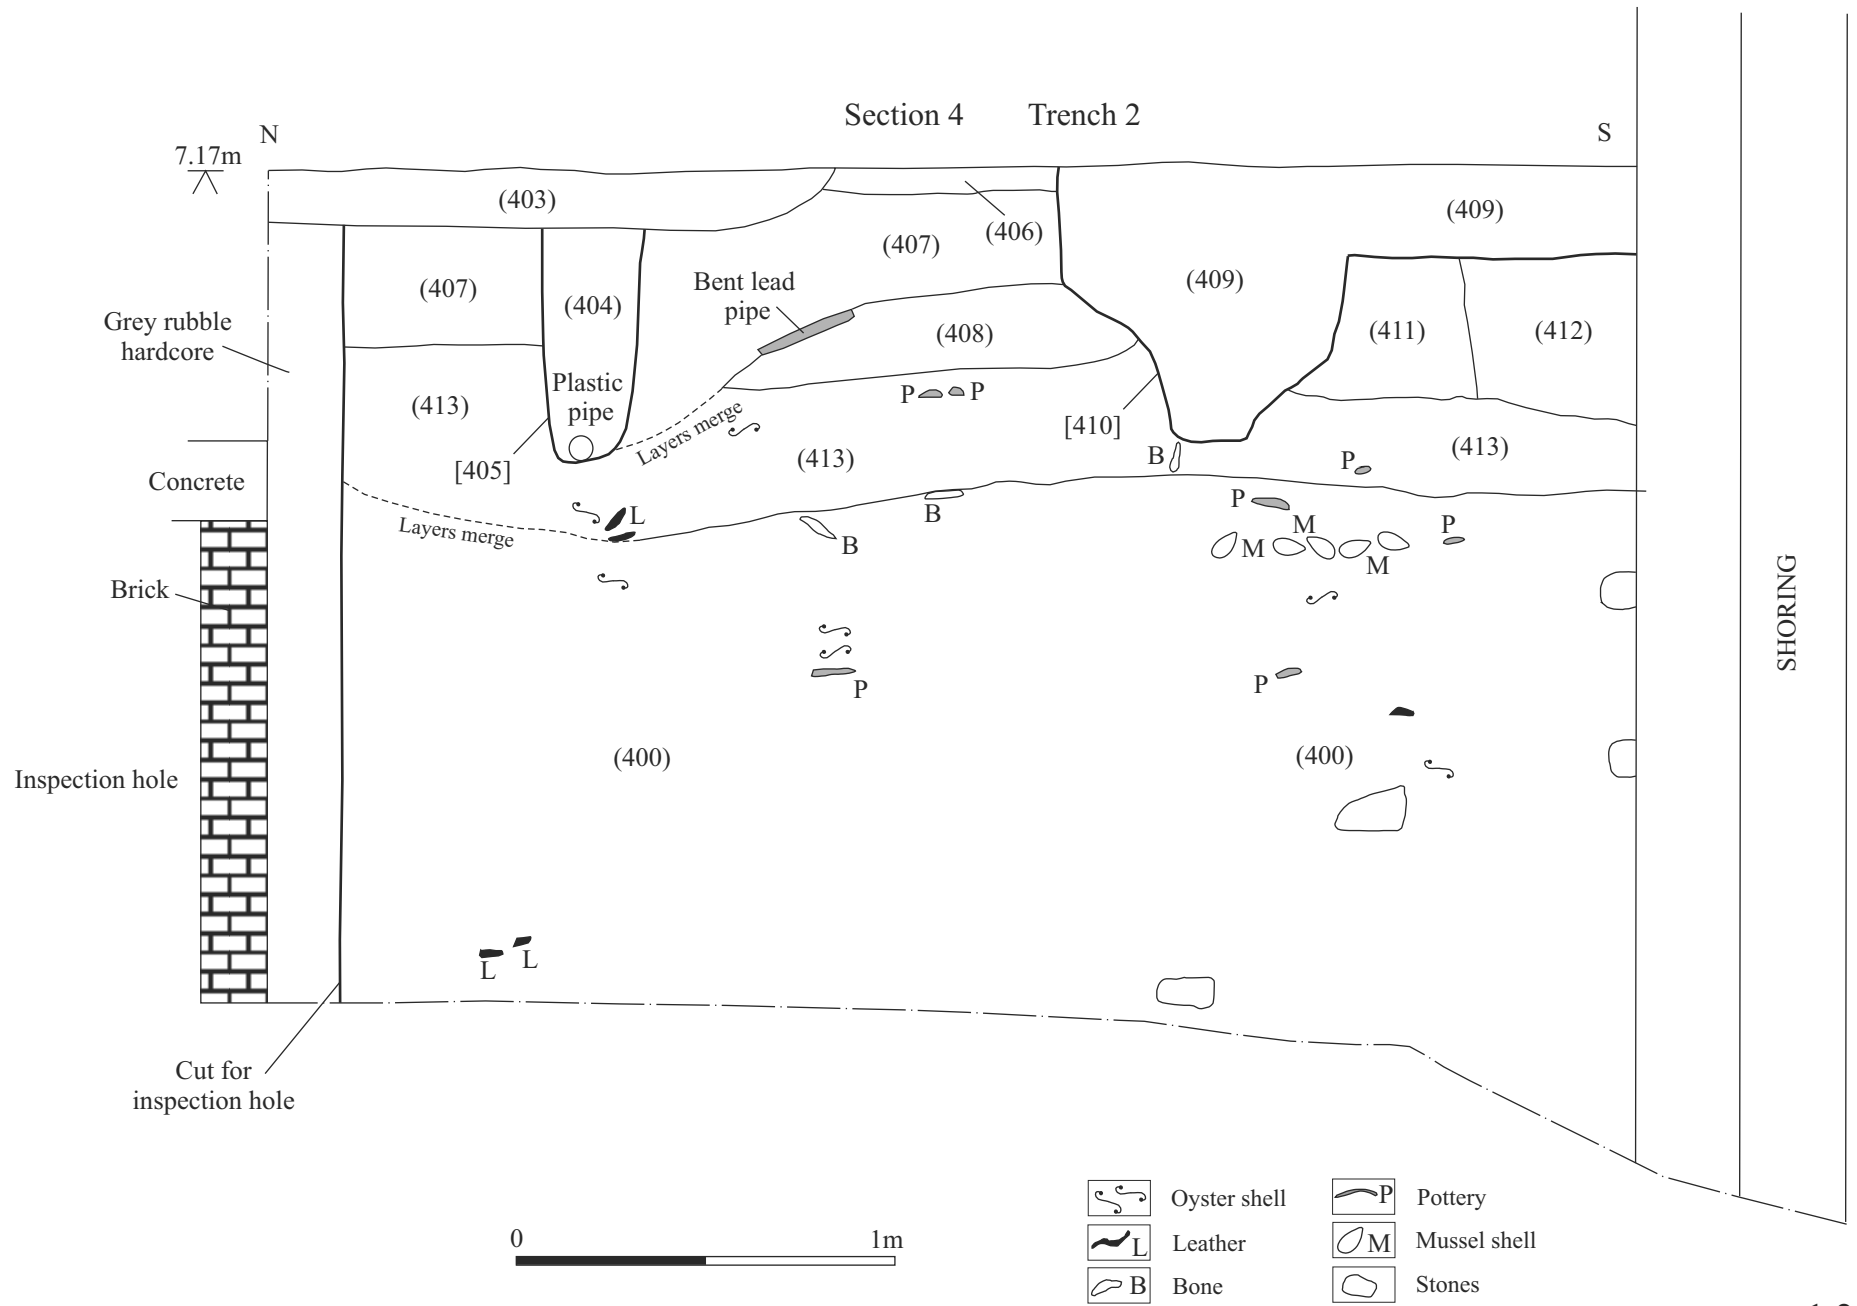 Section 4 Trench 2
N
S
7.17m
(403)
(406)
(407)
(409)
(409)
(407)
(404)
Bent lead
pipe
(408)
(411)
(412)
Grey rubble
hardcore
Plastic
pipe
(413)
P
P
Layers merge
[410]
[405]
(413)
B
P
(413)
Concrete
Layers merge
L
B
B
P
M
M
M
P
Brick
P
P
SHORING
(400)
(400)
Inspection hole
L
L
Cut for
inspection hole
0
1m
Oyster shell
P
Pottery
L
Leather
M
Mussel shell
B
Bone
Stones